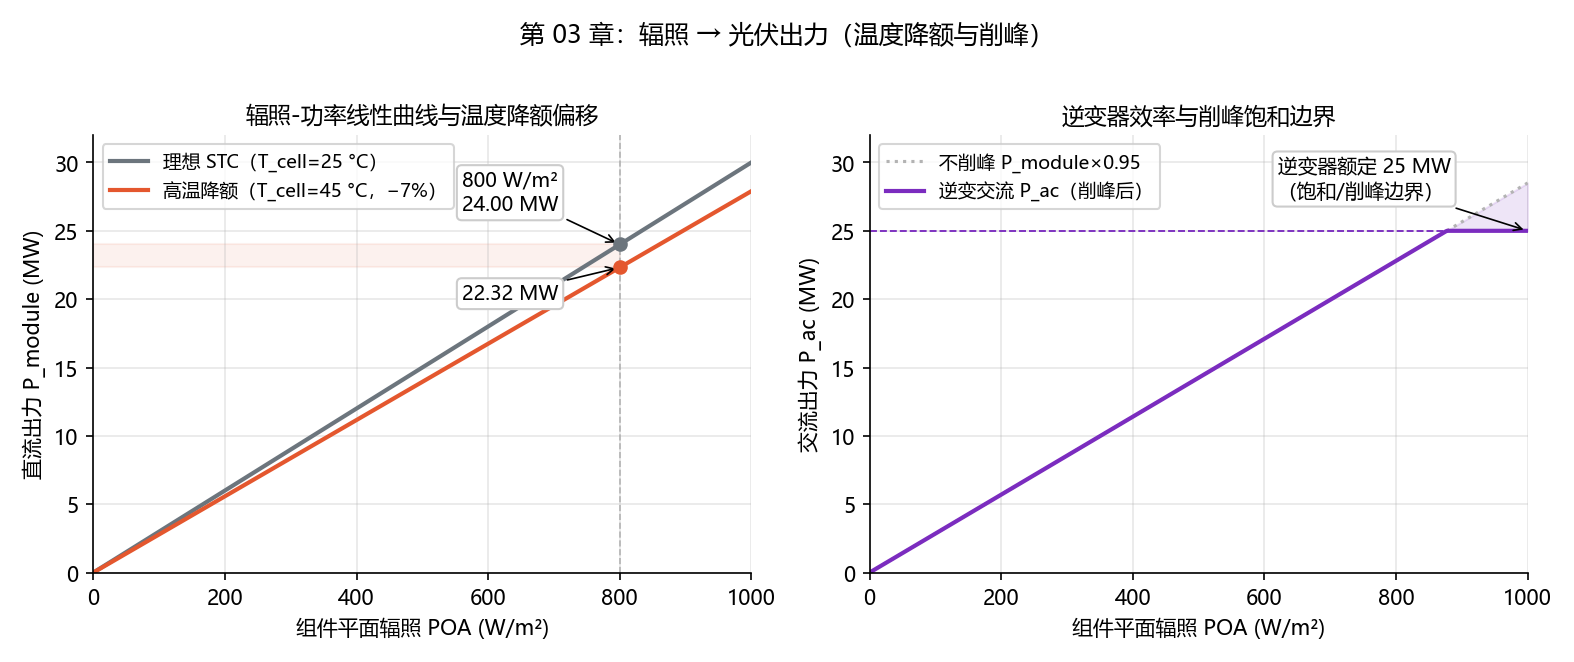 第 03 章：辐照 → 光伏出力（温度降额与削峰）
辐照-功率线性曲线与温度降额偏移
理想 STC（T_cell=25 °C）
高温降额（T_cell=45 °C，−7%）
800 W/m²
24.00 MW
22.32 MW
直流出力 P_module (MW)
30
25
20
15
10
5
0
0
200
400
600
800
1000
组件平面辐照 POA (W/m²)
逆变器效率与削峰饱和边界
不削峰 P_module×0.95
逆变交流 P_ac（削峰后）
逆变器额定 25 MW
（饱和/削峰边界）
交流出力 P_ac (MW)
30
25
20
15
10
5
0
0
200
400
600
800
1000
组件平面辐照 POA (W/m²)